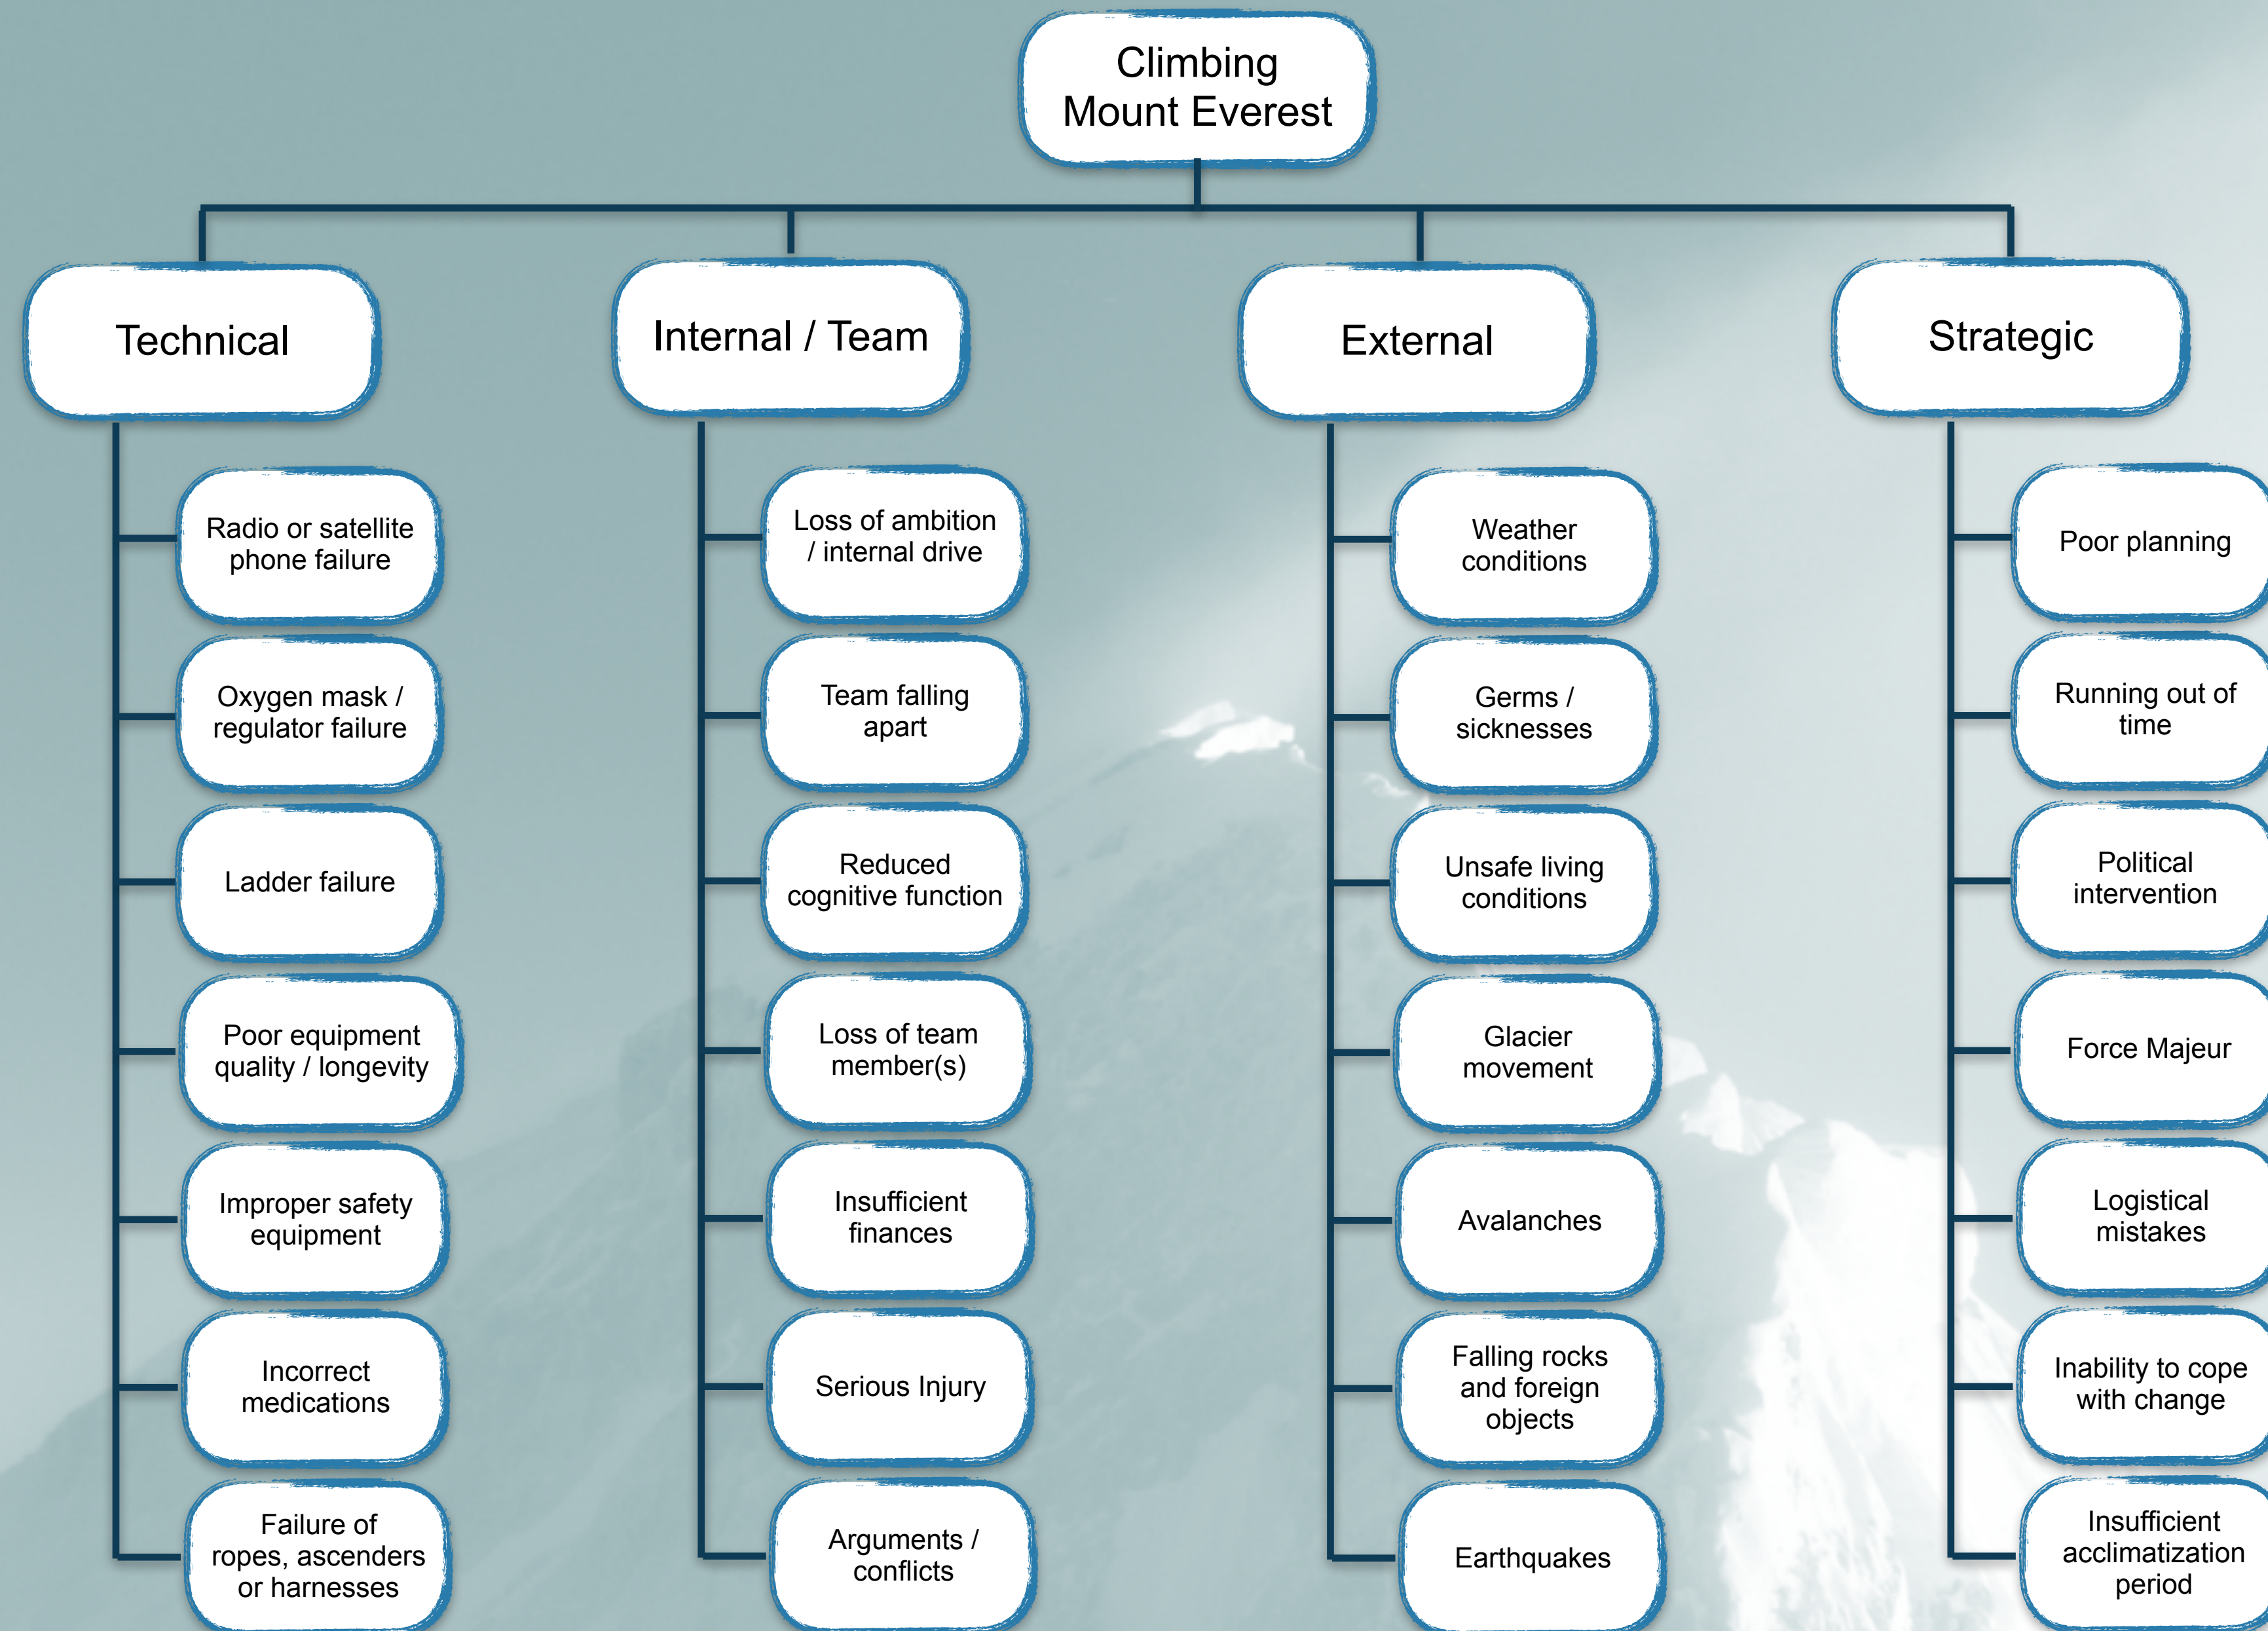 Climbing
Mount Everest
Technical
Internal / Team
External
Strategic
Radio or satellite
phone failure
Oxygen mask /
regulator failure
Ladder failure
Poor equipment
quality / longevity
Improper safety
equipment
Incorrect
medications
Failure of
ropes, ascenders
or harnesses
Loss of ambition
/ internal drive
Team falling
apart
Reduced
cognitive function
Loss of team
member(s)
Insufficient
finances
Serious Injury
Arguments /
conflicts
Weather
conditions
Germs /
sicknesses
Unsafe living
conditions
Glacier
movement
Avalanches
Falling rocks
and foreign
objects
Earthquakes
Poor planning
Running out of
time
Political
intervention
Force Majeur
Logistical
mistakes
Inability to cope
with change
Insufficient
acclimatization
period